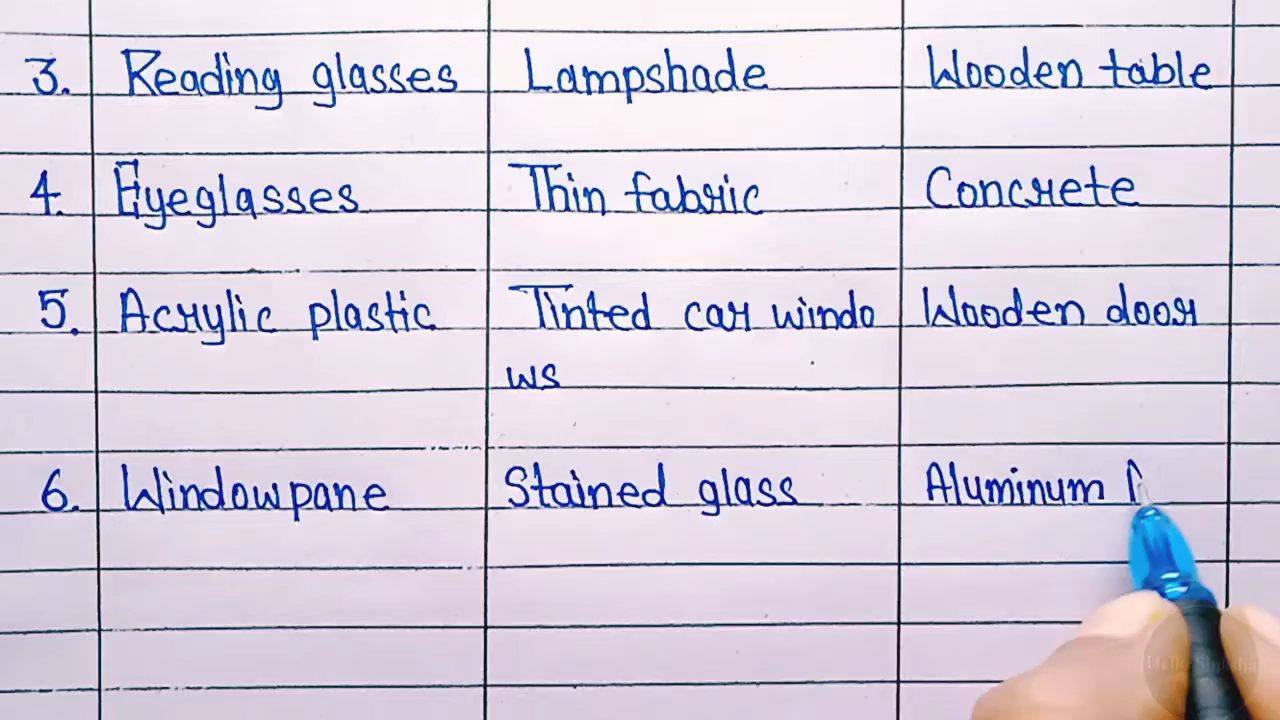 3. Reading glasses Lampshade Wooden table
4. Eyeglasses Thin fabric Concrete
5. Acrylic plastic Tinted car windo Wooden door
ws
6. Windowpane Stained glass Aluminum